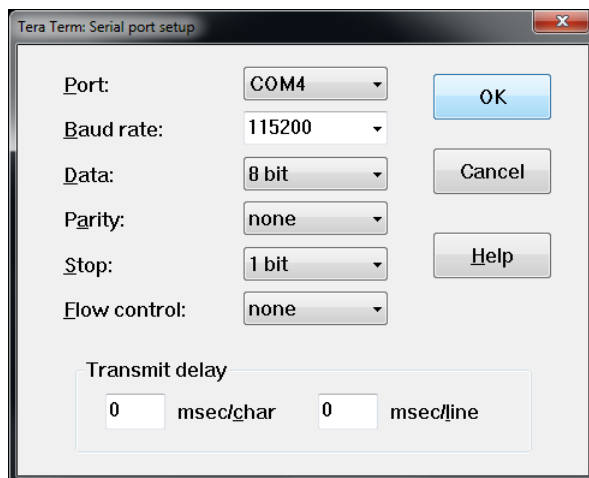 Tera Term: Serial port setup
Port: COM4
OK
Baud rate: 115200
Data: 8 bit
Cancel
Parity: none
Stop: 1 bit
Help
Flow control: none
Transmit delay
0 msec/char 0 msec/line